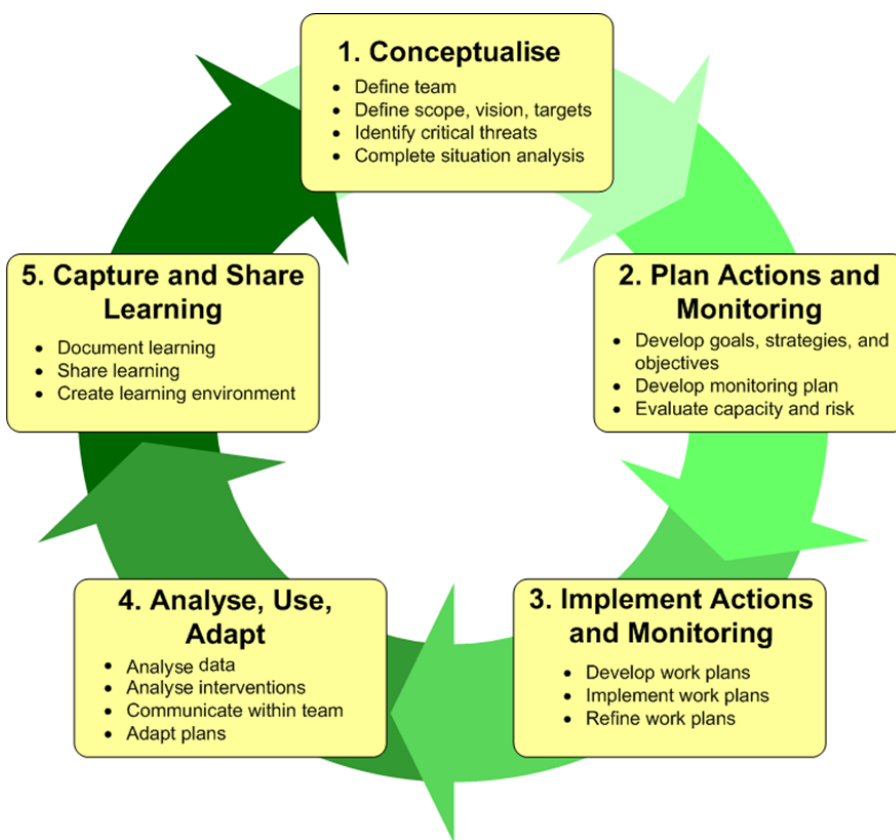 1. Conceptualise
• Define team
• Define scope, vision, targets
• Identify critical threats
• Complete situation analysis
2. Plan Actions and
Monitoring
• Develop goals, strategies, and
objectives
• Develop monitoring plan
• Evaluate capacity and risk
3. Implement Actions
and Monitoring
• Develop work plans
• Implement work plans
• Refine work plans
4. Analyse, Use,
Adapt
• Analyse data
• Analyse interventions
• Communicate within team
• Adapt plans
5. Capture and Share
Learning
• Document learning
• Share learning
• Create learning environment